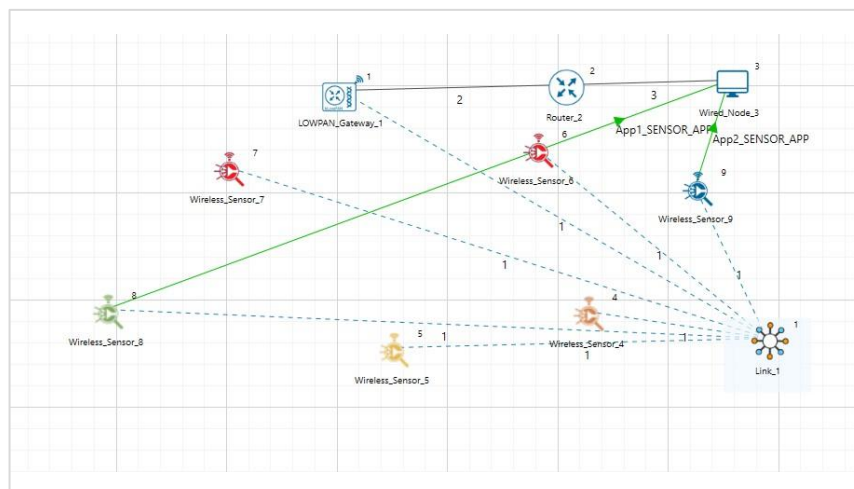 3
1
2
2
3
LOWPAN_Gateway_1
Router_2
Wired_Node_3
6
App1_SENSOR_APP
App2_SENSOR_APP
7
9
Wireless_Sensor_6
Wireless_Sensor_7
Wireless_Sensor_9
1
1
1
1
8
4
1
5
1
1
1
Wireless_Sensor_8
Wireless_Sensor_4
Link_1
Wireless_Sensor_5